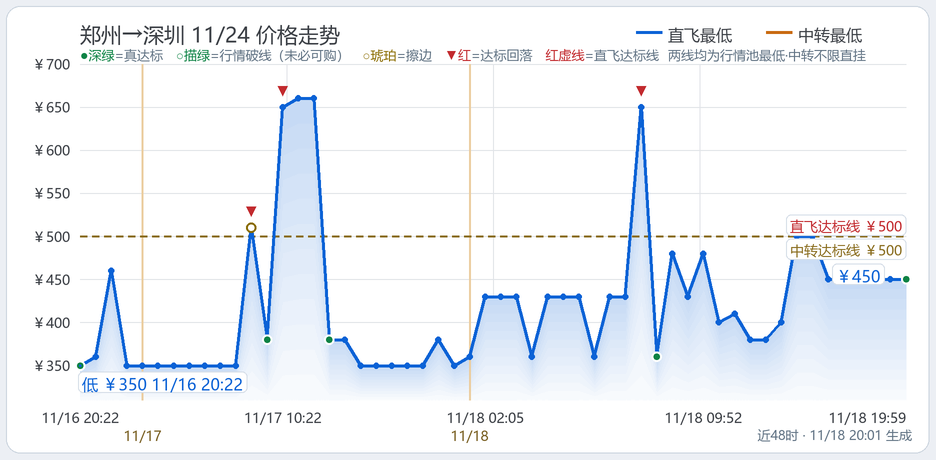 郑州→深圳 11/24 价格走势
直飞最低 中转最低
●深绿=真达标 ○描绿=行情破线（未必可购） ○琥珀=擦边 ▼红=达标回落 红虚线=直飞达标线 两线均为行情池最低·中转不限直挂
￥700
￥650
￥600
￥550
￥500
￥450
￥400
￥350
直飞达标线 ￥500
中转达标线 ￥500
￥450
低 ￥350 11/16 20:22
11/16 20:22 11/17 10:22 11/18 02:05 11/18 09:52 11/18 19:59
11/17 11/18
近48时 · 11/18 20:01 生成